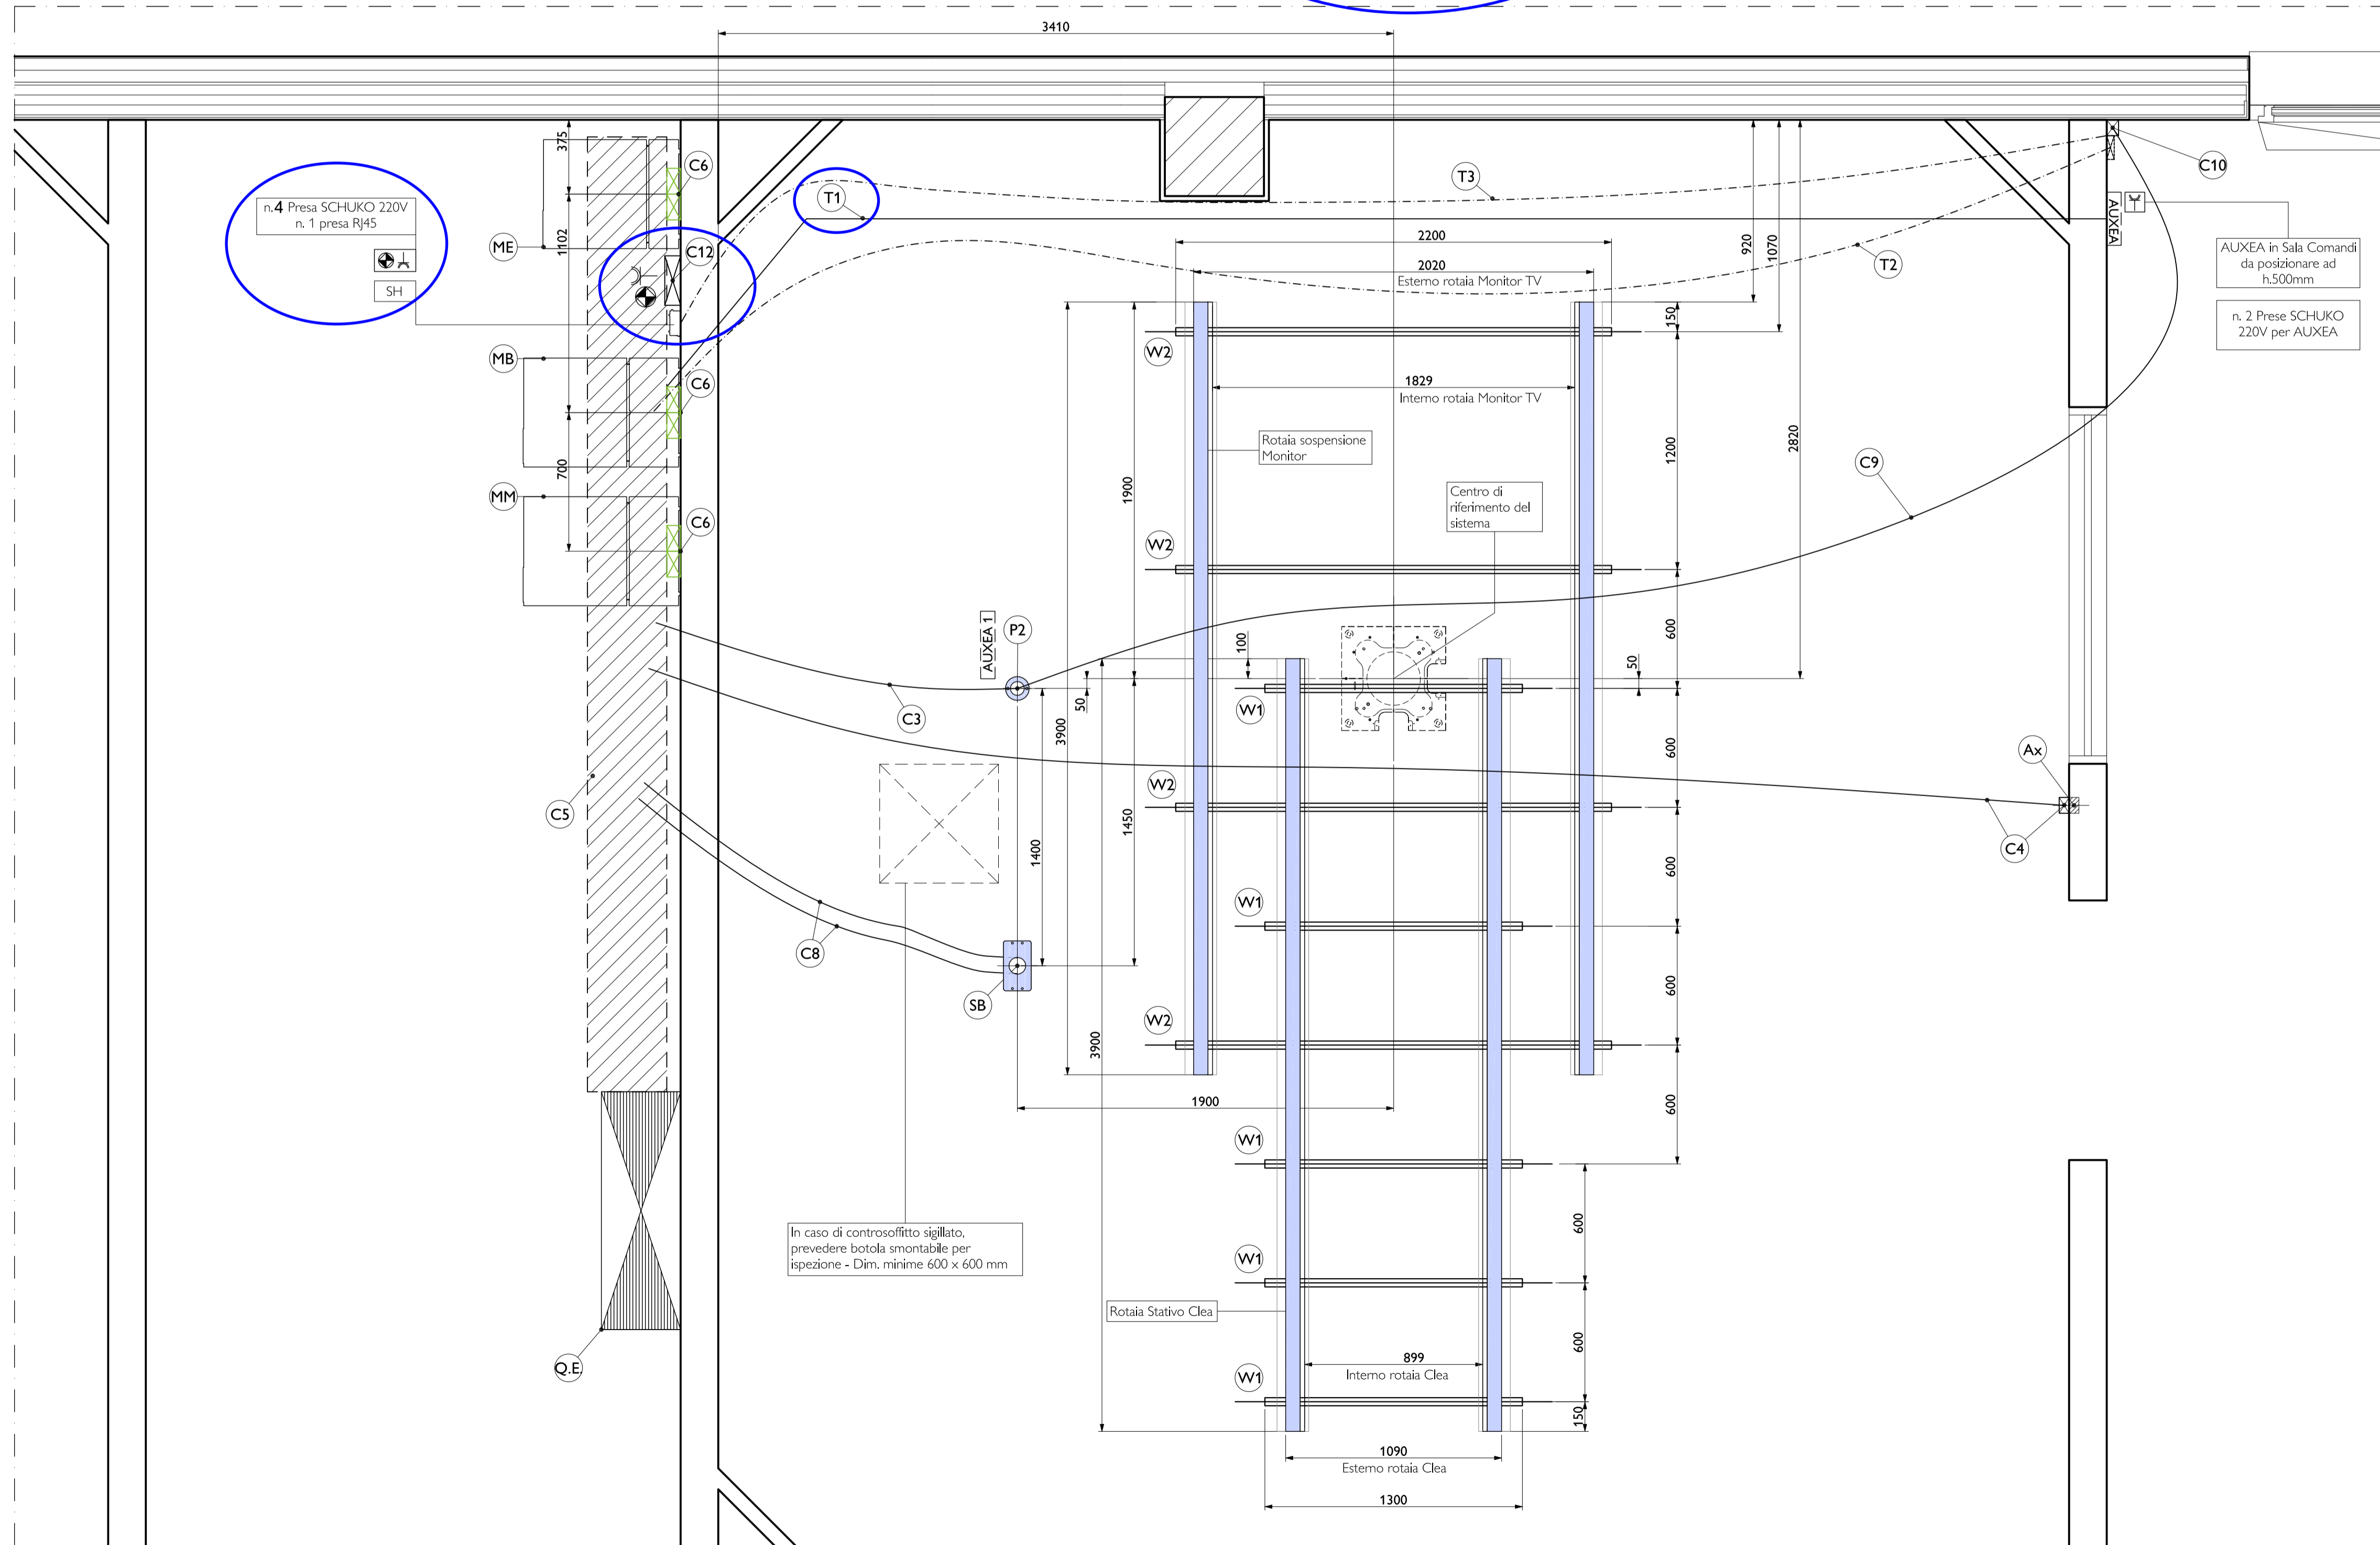 3410
375
C6
T1
T3
C10
n.4 Presa SCHUKO 220V
n. 1 presa RJ45
SH
ME
1102
C12
2200
2020
Esterno rotaia Monitor TV
920
1070
T2
AUXEA
AUXEA in Sala Comandi
da posizionare ad
h.500mm
n. 2 Prese SCHUKO
220V per AUXEA
150
W2
MB
C6
1829
Interno rotaia Monitor TV
Rotaia sospensione
Monitor
1900
1200
2820
C9
700
MM
C6
Centro di
riferimento del
sistema
W2
AUXEA 1
P2
100
600
50
C3
50
3900
W1
600
Ax
C5
W2
1450
1400
C4
600
W1
C8
SB
600
W2
3900
1900
600
W1
In caso di controsoffitto sigillato,
prevedere botola smontabile per
ispezione - Dim. minime 600 x 600 mm
600
W1
Rotaia Stativo Clea
Q.E.
600
899
Interno rotaia Clea
W1
150
1090
Esterno rotaia Clea
1300